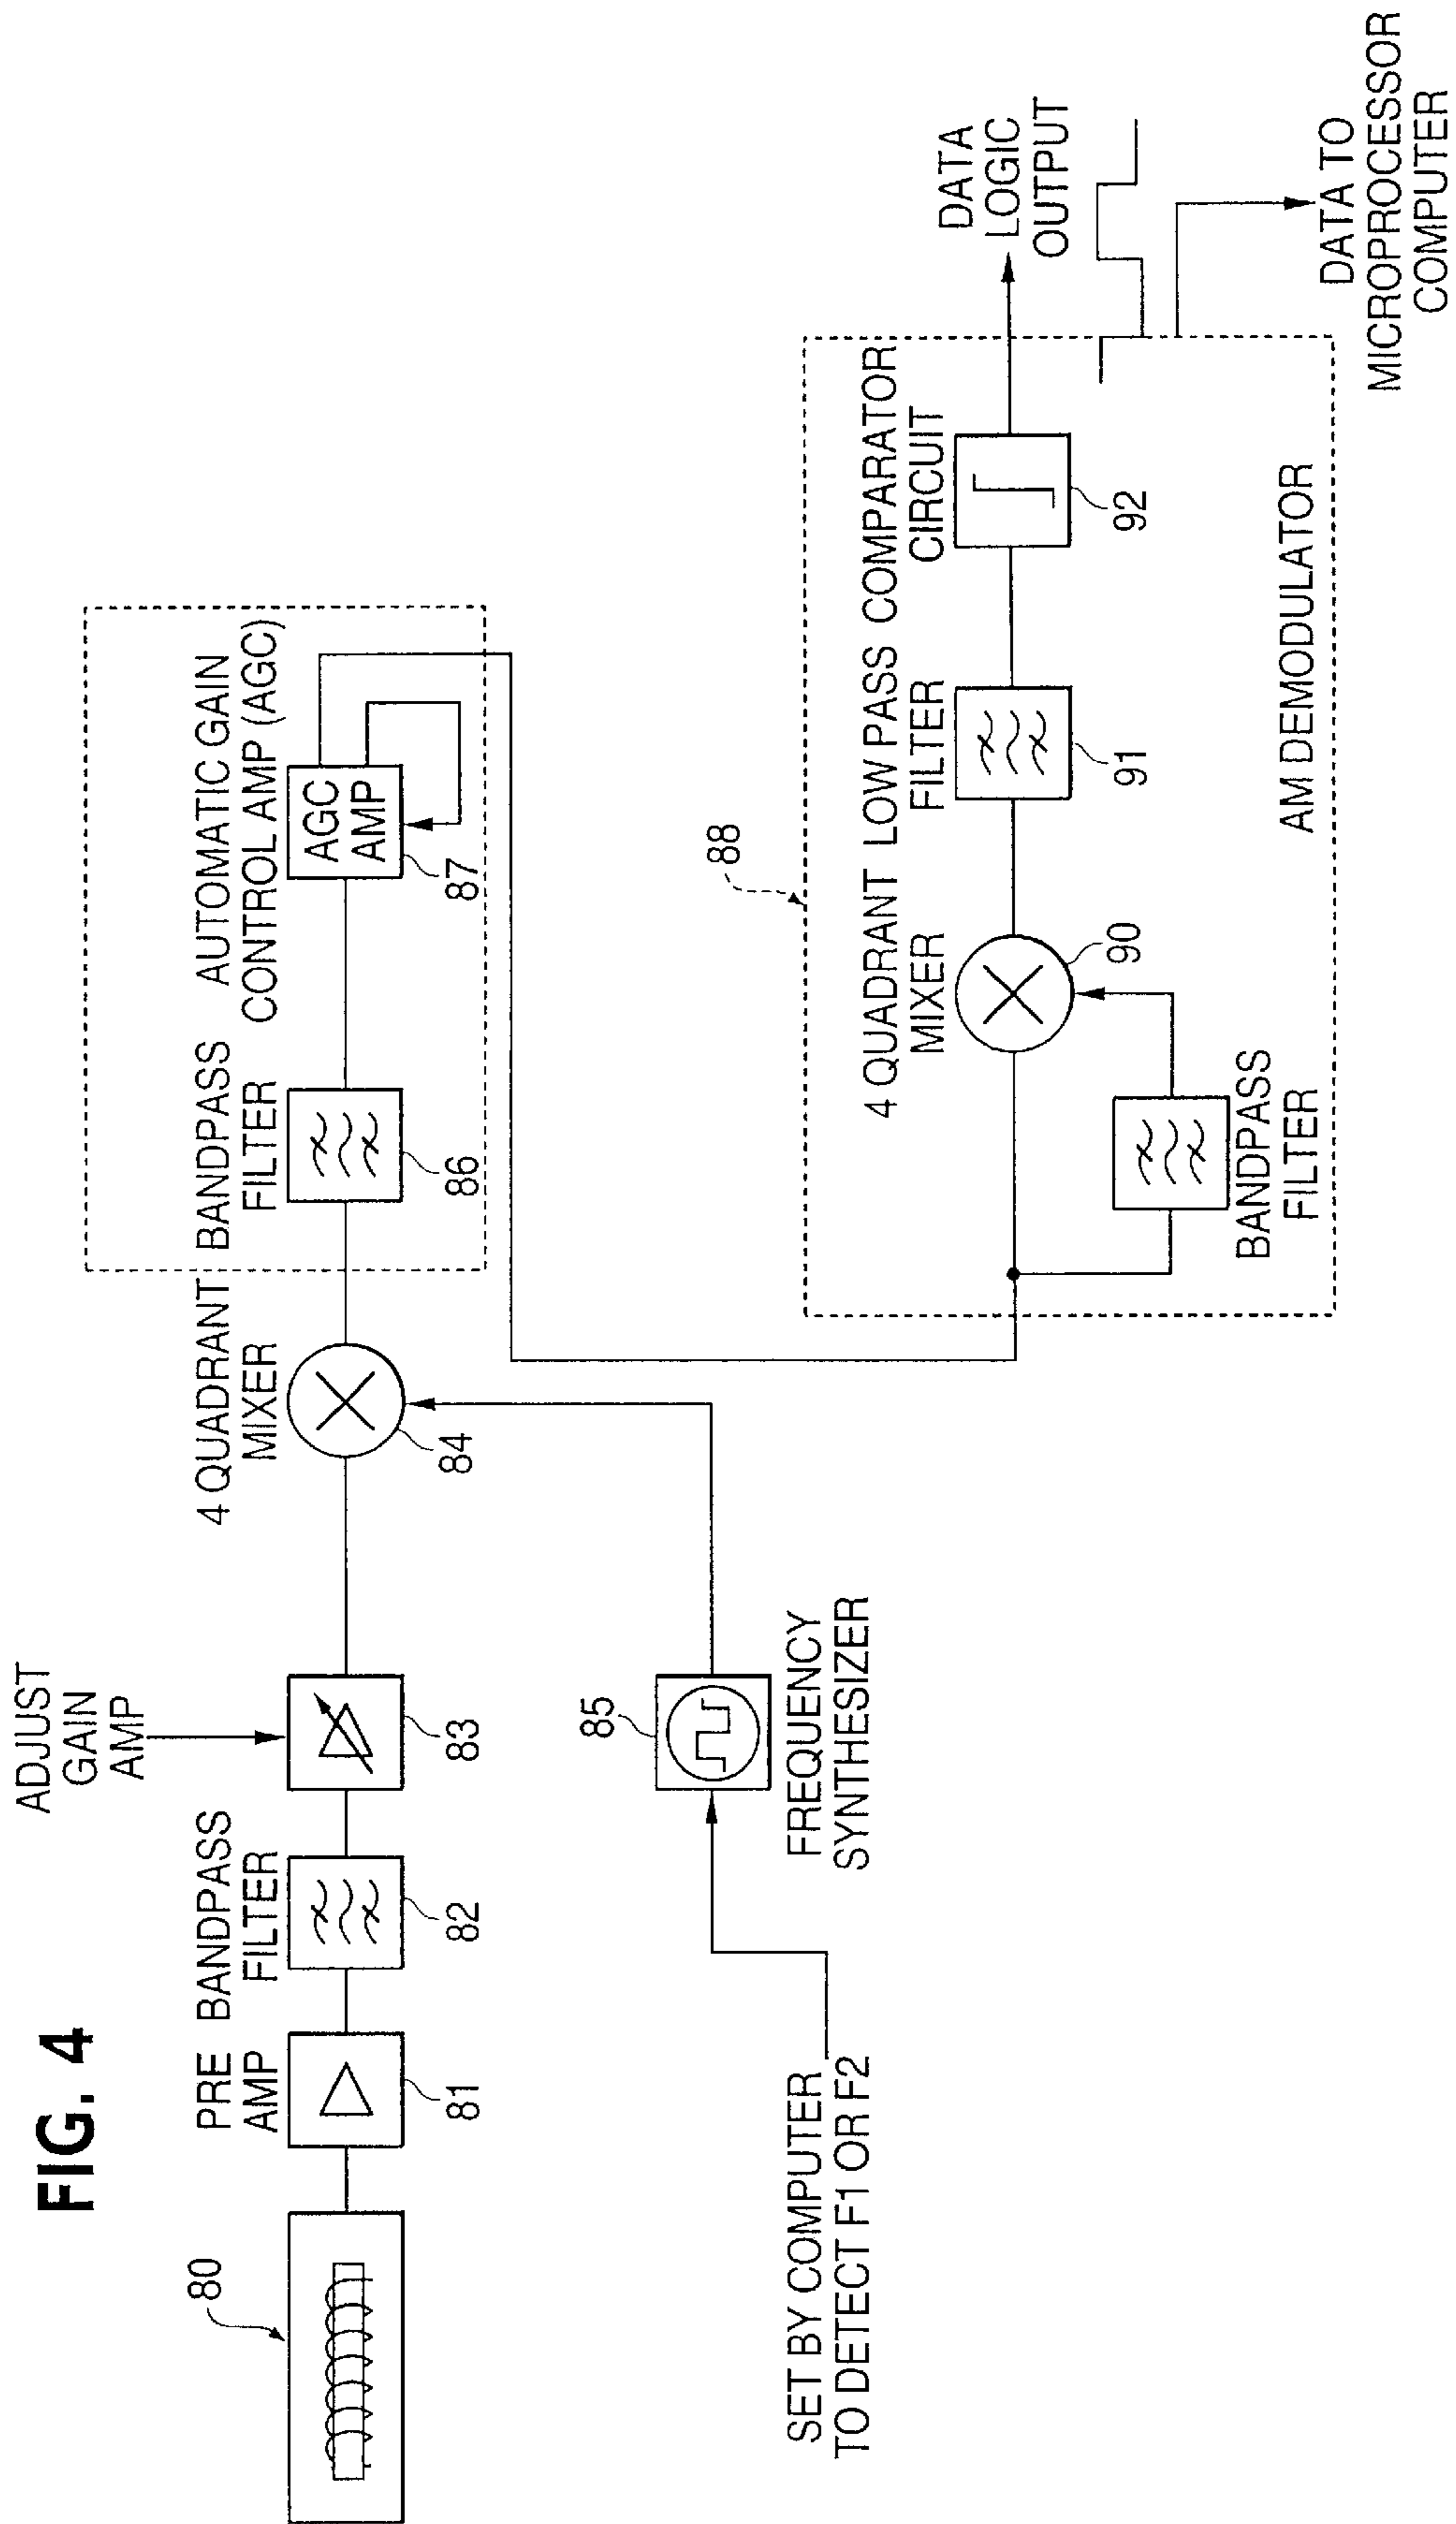 FIG. 4
80
PRE
AMP
81
BANDPASS
FILTER
82
ADJUST
GAIN
AMP
83
4 QUADRANT
MIXER
84
BANDPASS
FILTER
86
AUTOMATIC GAIN
CONTROL AMP (AGC)
AGC
AMP
87
SET BY COMPUTER
TO DETECT F1 OR F2
85
FREQUENCY
SYNTHESIZER
88
4 QUADRANT
MIXER
90
BANDPASS
FILTER
LOW PASS
FILTER
91
COMPARATOR
CIRCUIT
92
AM DEMODULATOR
DATA
LOGIC
OUTPUT
DATA TO
MICROPROCESSOR
COMPUTER